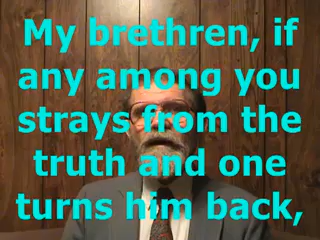 My brethren, if
any among you
strays from the
truth and one
turns him back,